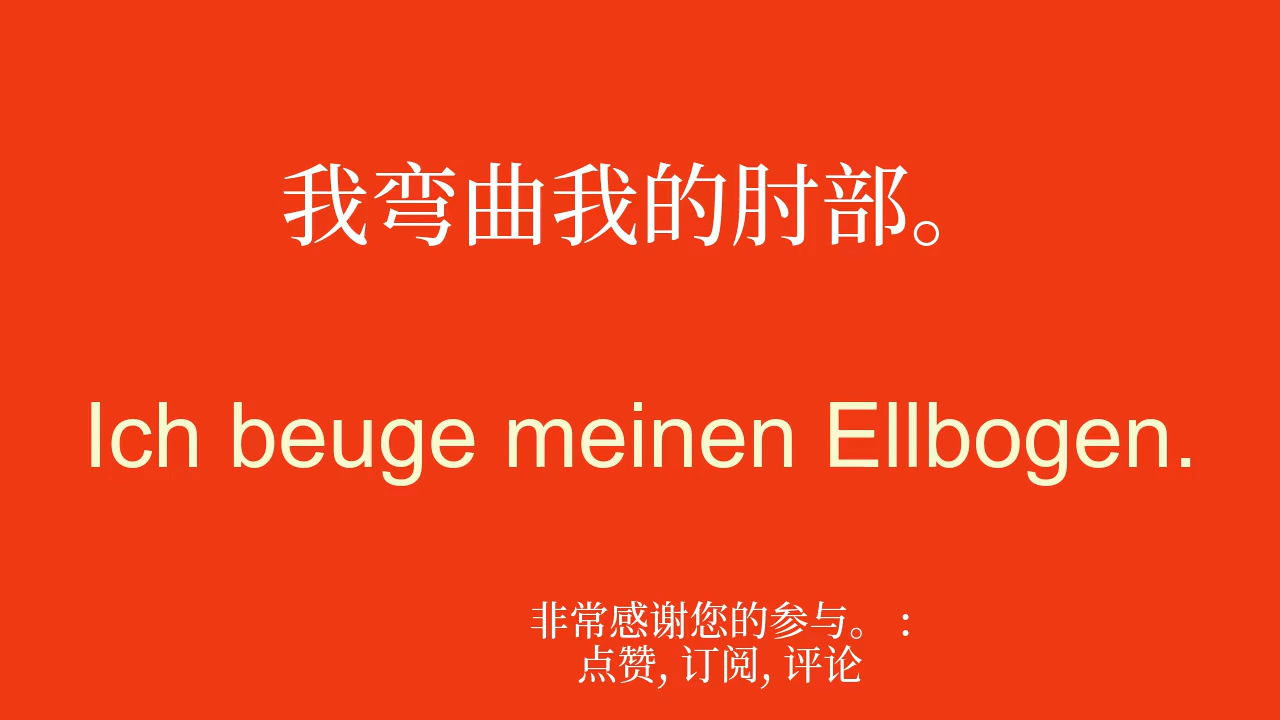 我弯曲我的肘部。
Ich beuge meinen Ellbogen.
非常感谢您的参与。 :
点赞, 订阅, 评论